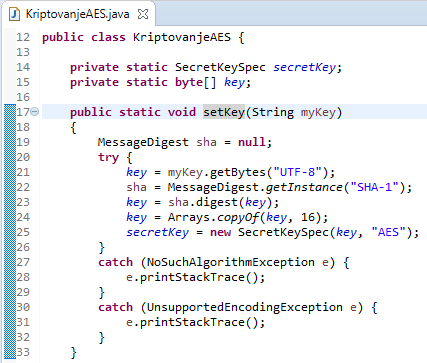 KriptovanjeAES.java
12 public class KriptovanjeAES {
13
14     private static SecretKeySpec secretKey;
15     private static byte[] key;
16
17     public static void setKey(String myKey)
18     {
19         MessageDigest sha = null;
20         try {
21             key = myKey.getBytes("UTF-8");
22             sha = MessageDigest.getInstance("SHA-1");
23             key = sha.digest(key);
24             key = Arrays.copyOf(key, 16);
25             secretKey = new SecretKeySpec(key, "AES");
26         }
27         catch (NoSuchAlgorithmException e) {
28             e.printStackTrace();
29         }
30         catch (UnsupportedEncodingException e) {
31             e.printStackTrace();
32         }
33     }